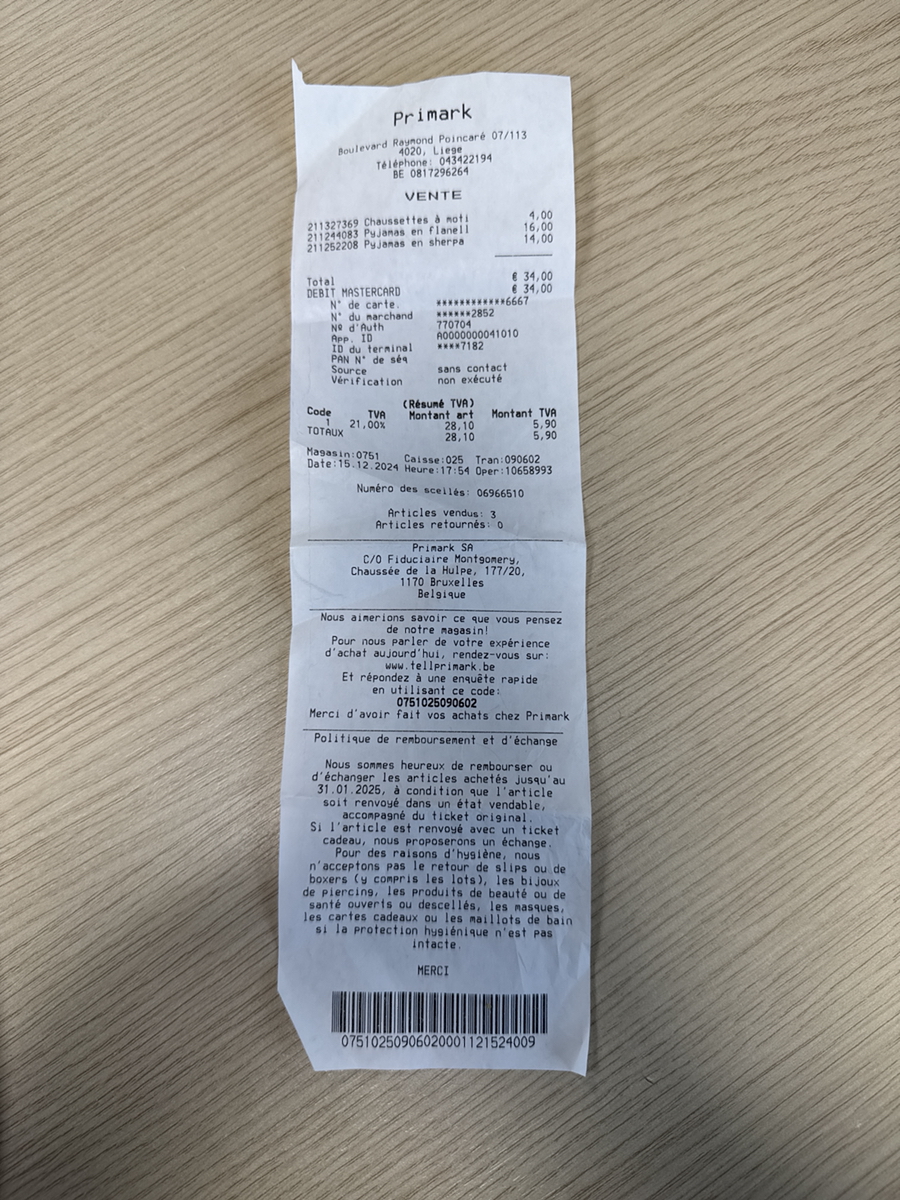 Primark
Boulevard Raymond Poincaré 07/113
4020, Liege
Téléphone: 043422194
BE 0817296264
VENTE
211327369 Chaussettes à moti 4,00
211244083 Pyjamas en flanell 16,00
211252208 Pyjamas en sherpa 14,00
Total € 34,00
DEBIT MASTERCARD € 34,00
N° de carte. ************6667
N° du marchand ******2852
Nº d'Auth 770704
App. ID A0000000041010
ID du terminal ****7182
PAN N° de séq
Source sans contact
Vérification non exécuté
(Résumé TVA)
Code TVA Montant art Montant TVA
1 21,00% 28,10 5,90
TOTAUX 28,10 5,90
Magasin:0751 Caisse:025 Tran:090602
Date:15.12.2024 Heure:17:54 Oper:10658993
Numéro des scellés: 06966510
Articles vendus: 3
Articles retournés: 0
Primark SA
C/O Fiduciaire Montgomery,
Chaussée de la Hulpe, 177/20,
1170 Bruxelles
Belgique
Nous aimerions savoir ce que vous pensez
de notre magasin!
Pour nous parler de votre expérience
d'achat aujourd'hui, rendez-vous sur:
www.tellprimark.be
Et répondez à une enquête rapide
en utilisant ce code:
0751025090602
Merci d'avoir fait vos achats chez Primark
Politique de remboursement et d'échange
Nous sommes heureux de rembourser ou
d'échanger les articles achetés jusqu'au
31.01.2025, à condition que l'article
soit renvoyé dans un état vendable,
accompagné du ticket original.
Si l'article est renvoyé avec un ticket
cadeau, nous proposerons un échange.
Pour des raisons d'hygiène, nous
n'acceptons pas le retour de slips ou de
boxers (y compris les lots), les bijoux
de piercing, les produits de beauté ou de
santé ouverts ou descellés, les masques,
les cartes cadeaux ou les maillots de bain
si la protection hygiénique n'est pas
intacte.
MERCI
07510250906020001121524009